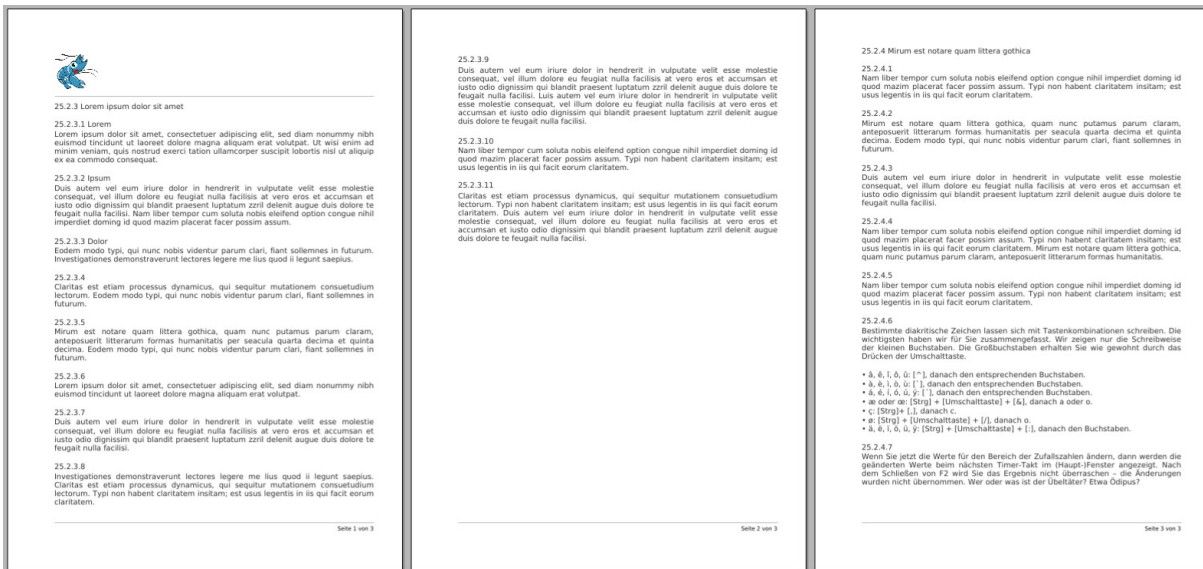 25.2.3 Lorem ipsum dolor sit amet
25.2.3.1 Lorem
Lorem ipsum dolor sit amet, consectetuer adipiscing elit, sed diam nonummy nibh
euismod tincidunt ut laoreet dolore magna aliquam erat volutpat. Ut wisi enim ad
minim veniam, quis nostrud exerci tation ullamcorper suscipit lobortis nisl ut aliquip
ex ea commodo consequat.
25.2.3.2 Ipsum
Duis autem vel eum iriure dolor in hendrerit in vulputate velit esse molestie
consequat, vel illum dolore eu feugiat nulla facilisis at vero eros et accumsan et
iusto odio dignissim qui blandit praesent luptatum zzril delenit augue duis dolore te
feugait nulla facilisi. Nam liber tempor cum soluta nobis eleifend option congue nihil
imperdiet doming id quod mazim placerat facer possim assum.
25.2.3.3 Dolor
Eodem modo typi, qui nunc nobis videntur parum clari, fiant sollemnes in futurum.
Investigationes demonstraverunt lectores legere me lius quod ii legunt saepius.
25.2.3.4
Claritas est etiam processus dynamicus, qui sequitur mutationem consuetudium
lectorum. Eodem modo typi, qui nunc nobis videntur parum clari, fiant sollemnes in
futurum.
25.2.3.5
Mirum est notare quam littera gothica, quam nunc putamus parum claram,
anteposuerit litterarum formas humanitatis per seacula quarta decima et quinta
decima. Eodem modo typi, qui nunc nobis videntur parum clari, fiant sollemnes in
futurum.
25.2.3.6
Lorem ipsum dolor sit amet, consectetuer adipiscing elit, sed diam nonummy nibh
euismod tincidunt ut laoreet dolore magna aliquam erat volutpat.
25.2.3.7
Duis autem vel eum iriure dolor in hendrerit in vulputate velit esse molestie
consequat, vel illum dolore eu feugiat nulla facilisis at vero eros et accumsan et
iusto odio dignissim qui blandit praesent luptatum zzril delenit augue duis dolore te
feugait nulla facilisi.
25.2.3.8
Investigationes demonstraverunt lectores legere me lius quod ii legunt saepius.
Claritas est etiam processus dynamicus, qui sequitur mutationem consuetudium
lectorum. Typi non habent claritatem insitam; est usus legentis in iis qui facit eorum
claritatem.
Seite 1 von 3
25.2.3.9
Duis autem vel eum iriure dolor in hendrerit in vulputate velit esse molestie
consequat, vel illum dolore eu feugiat nulla facilisis at vero eros et accumsan et
iusto odio dignissim qui blandit praesent luptatum zzril delenit augue duis dolore te
feugait nulla facilisi. Luis autem vel eum iriure dolor in hendrerit in vulputate velit
esse molestie consequat, vel illum dolore eu feugiat nulla facilisis at vero eros et
accumsan et iusto odio dignissim qui blandit praesent luptatum zzril delenit augue
duis dolore te feugait nulla facilisi.
25.2.3.10
Nam liber tempor cum soluta nobis eleifend option congue nihil imperdiet doming id
quod mazim placerat facer possim assum. Typi non habent claritatem insitam; est
usus legentis in iis qui facit eorum claritatem.
25.2.3.11
Claritas est etiam processus dynamicus, qui sequitur mutationem consuetudium
lectorum. Typi non habent claritatem insitam; est usus legentis in iis qui facit eorum
claritatem. Duis autem vel eum iriure dolor in hendrerit in vulputate velit esse
molestie consequat, vel illum dolore eu feugiat nulla facilisis at vero eros et
accumsan et iusto odio dignissim qui blandit praesent luptatum zzril delenit augue
duis dolore te feugait nulla facilisi.
Seite 2 von 3
25.2.4 Mirum est notare quam littera gothica
25.2.4.1
Nam liber tempor cum soluta nobis eleifend option congue nihil imperdiet doming id
quod mazim placerat facer possim assum. Typi non habent claritatem insitam; est
usus legentis in iis qui facit eorum claritatem.
25.2.4.2
Mirum est notare quam littera gothica, quam nunc putamus parum claram,
anteposuerit litterarum formas humanitatis per seacula quarta decima et quinta
decima. Eodem modo typi, qui nunc nobis videntur parum clari, fiant sollemnes in
futurum.
25.2.4.3
Duis autem vel eum iriure dolor in hendrerit in vulputate velit esse molestie
consequat, vel illum dolore eu feugiat nulla facilisis at vero eros et accumsan et
iusto odio dignissim qui blandit praesent luptatum zzril delenit augue duis dolore te
feugait nulla facilisi.
25.2.4.4
Nam liber tempor cum soluta nobis eleifend option congue nihil imperdiet doming id
quod mazim placerat facer possim assum. Typi non habent claritatem insitam; est
usus legentis in iis qui facit eorum claritatem. Mirum est notare quam littera gothica,
quam nunc putamus parum claram, anteposuerit litterarum formas humanitatis.
25.2.4.5
Nam liber tempor cum soluta nobis eleifend option congue nihil imperdiet doming id
quod mazim placerat facer possim assum. Typi non habent claritatem insitam; est
usus legentis in iis qui facit eorum claritatem.
25.2.4.6
Bestimmte diakritische Zeichen lassen sich mit Tastenkombinationen schreiben. Die
wichtigsten haben wir für Sie zusammengefasst. Wir zeigen nur die Schreibweise
der kleinen Buchstaben. Die Großbuchstaben erhalten Sie wie gewohnt durch das
Drücken der Umschalttaste.
• â, ê, î, ô, û: [^], danach den entsprechenden Buchstaben.
• à, è, ì, ò, ù: [`], danach den entsprechenden Buchstaben.
• á, é, í, ó, ú, ý: [´], danach den entsprechenden Buchstaben.
• æ oder œ: [Strg] + [Umschalttaste] + [&], danach a oder o.
• ç: [Strg]+ [,], danach c.
• ø: [Strg] + [Umschalttaste] + [/], danach o.
• ä, ë, ï, ö, ü, ÿ: [Strg] + [Umschalttaste] + [:], danach den Buchstaben.
25.2.4.7
Wenn Sie jetzt die Werte für den Bereich der Zufallszahlen ändern, dann werden die
geänderten Werte beim nächsten Timer-Takt im (Haupt-)Fenster angezeigt. Nach
dem Schließen von F2 wird Sie das Ergebnis nicht überraschen – die Änderungen
wurden nicht übernommen. Wer oder was ist der Übeltäter? Etwa Ödipus?
Seite 3 von 3